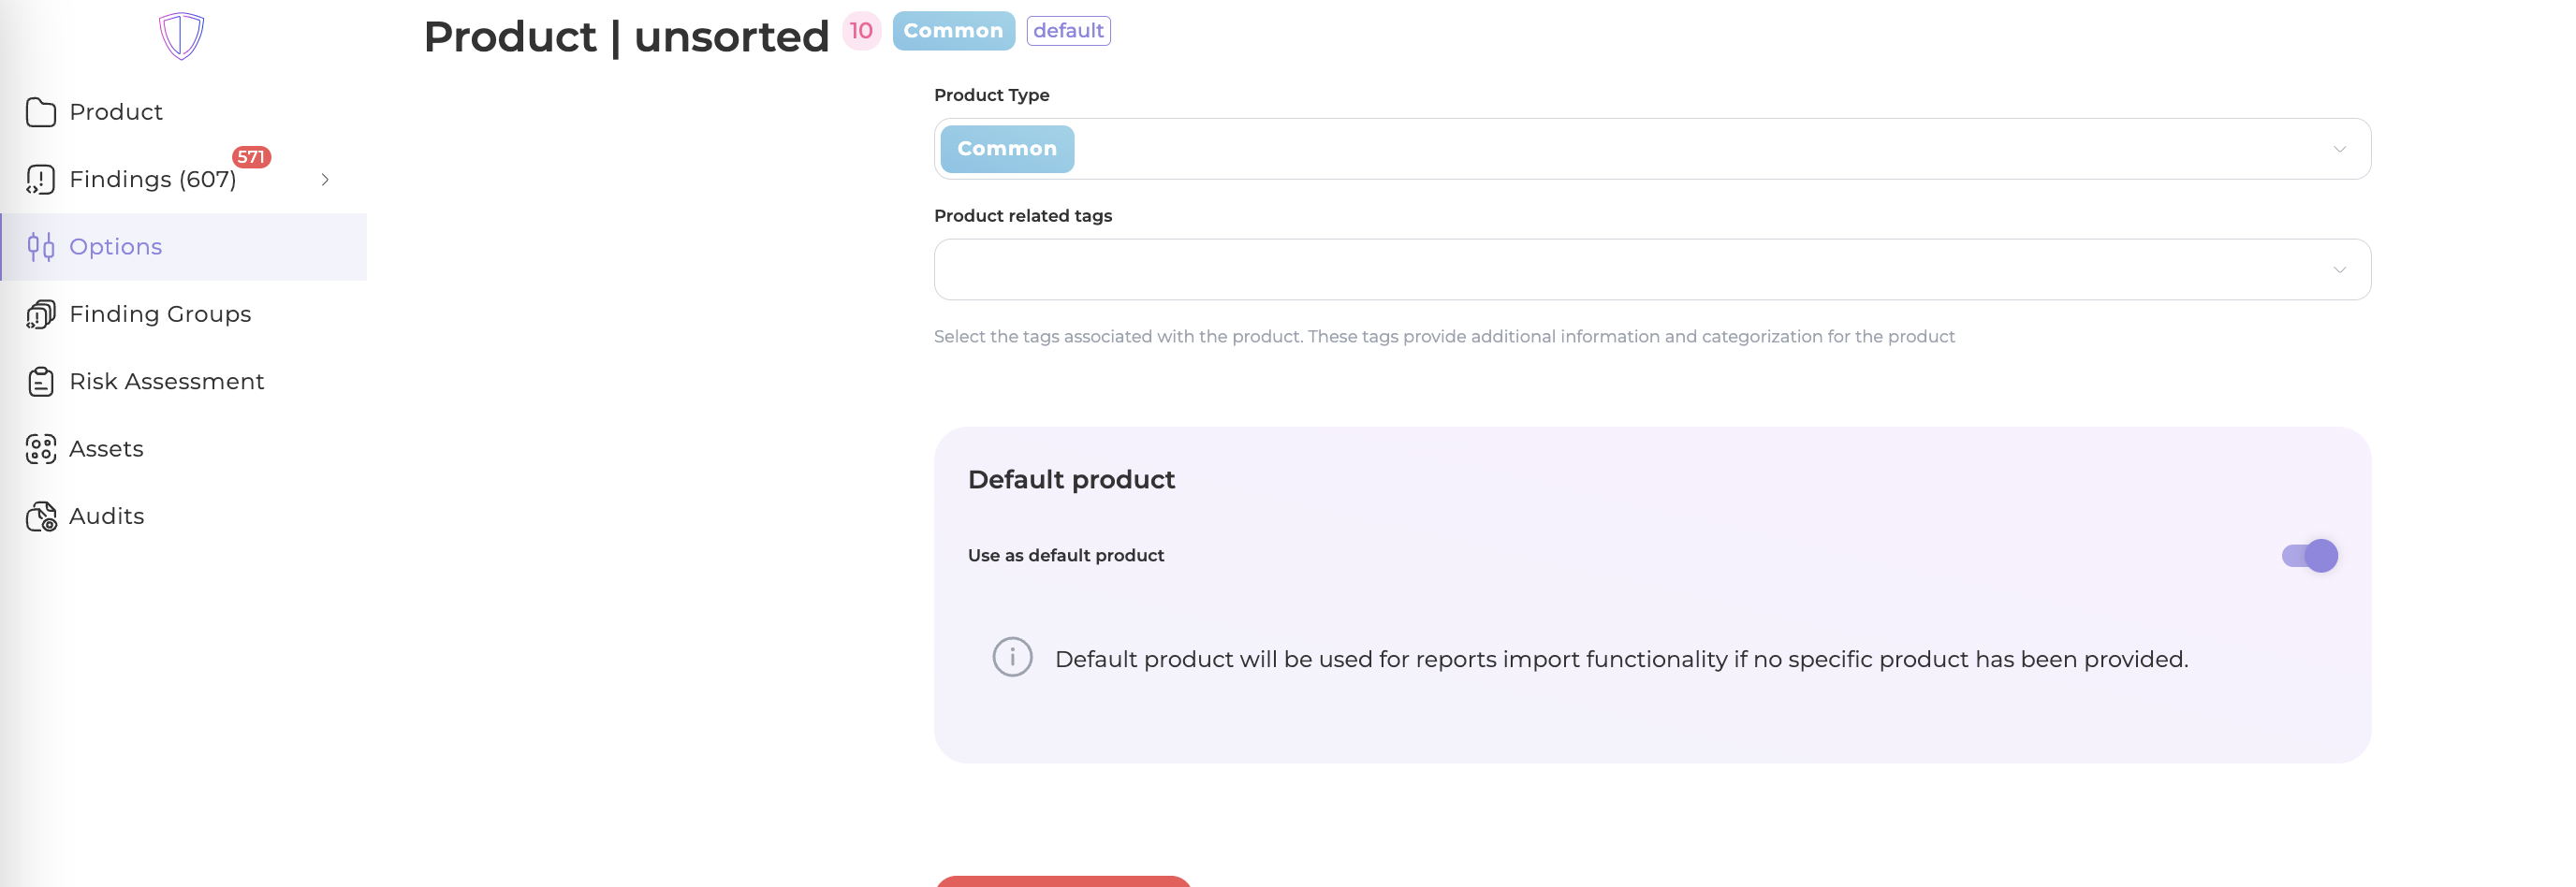 Product | unsorted 10 Common default
Product
Findings (607) 571
Options
Finding Groups
Risk Assessment
Assets
Audits
Product Type
Common
Product related tags
Select the tags associated with the product. These tags provide additional information and categorization for the product
Default product
Use as default product
Default product will be used for reports import functionality if no specific product has been provided.